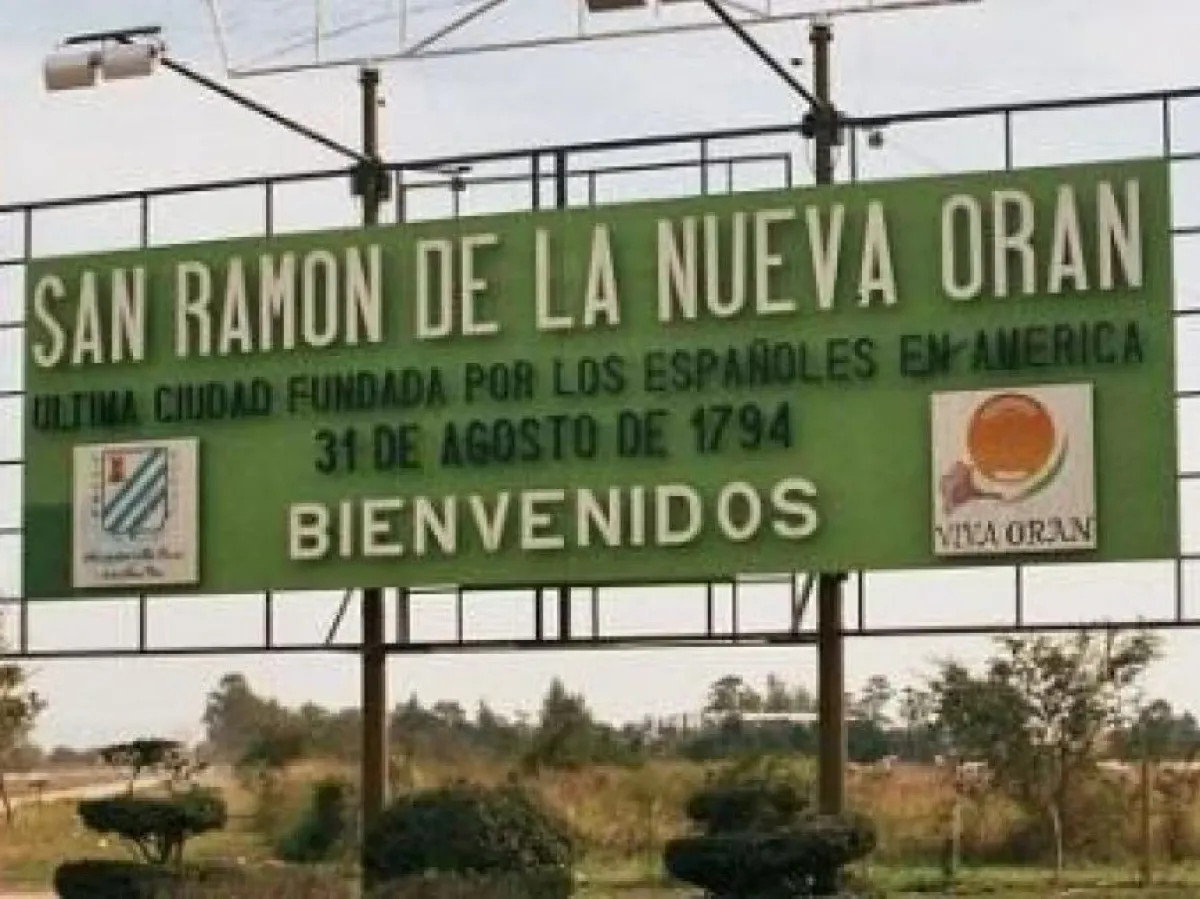 SAN RAMON DE LA NUEVA ORAN
ULTIMA CIUDAD FUNDADA POR LOS ESPAÑOLES EN AMERICA
31 DE AGOSTO DE 1794
BIENVENIDOS
VIVA ORAN